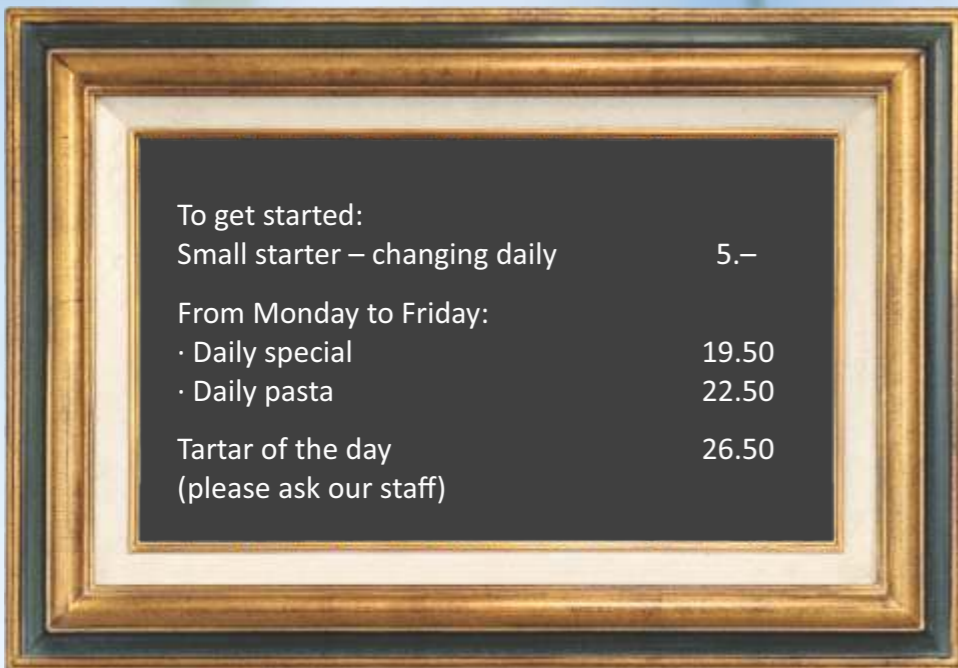 To get started:
Small starter – changing daily 5.–
From Monday to Friday:
· Daily special 19.50
· Daily pasta 22.50
Tartar of the day 26.50
(please ask our staff)